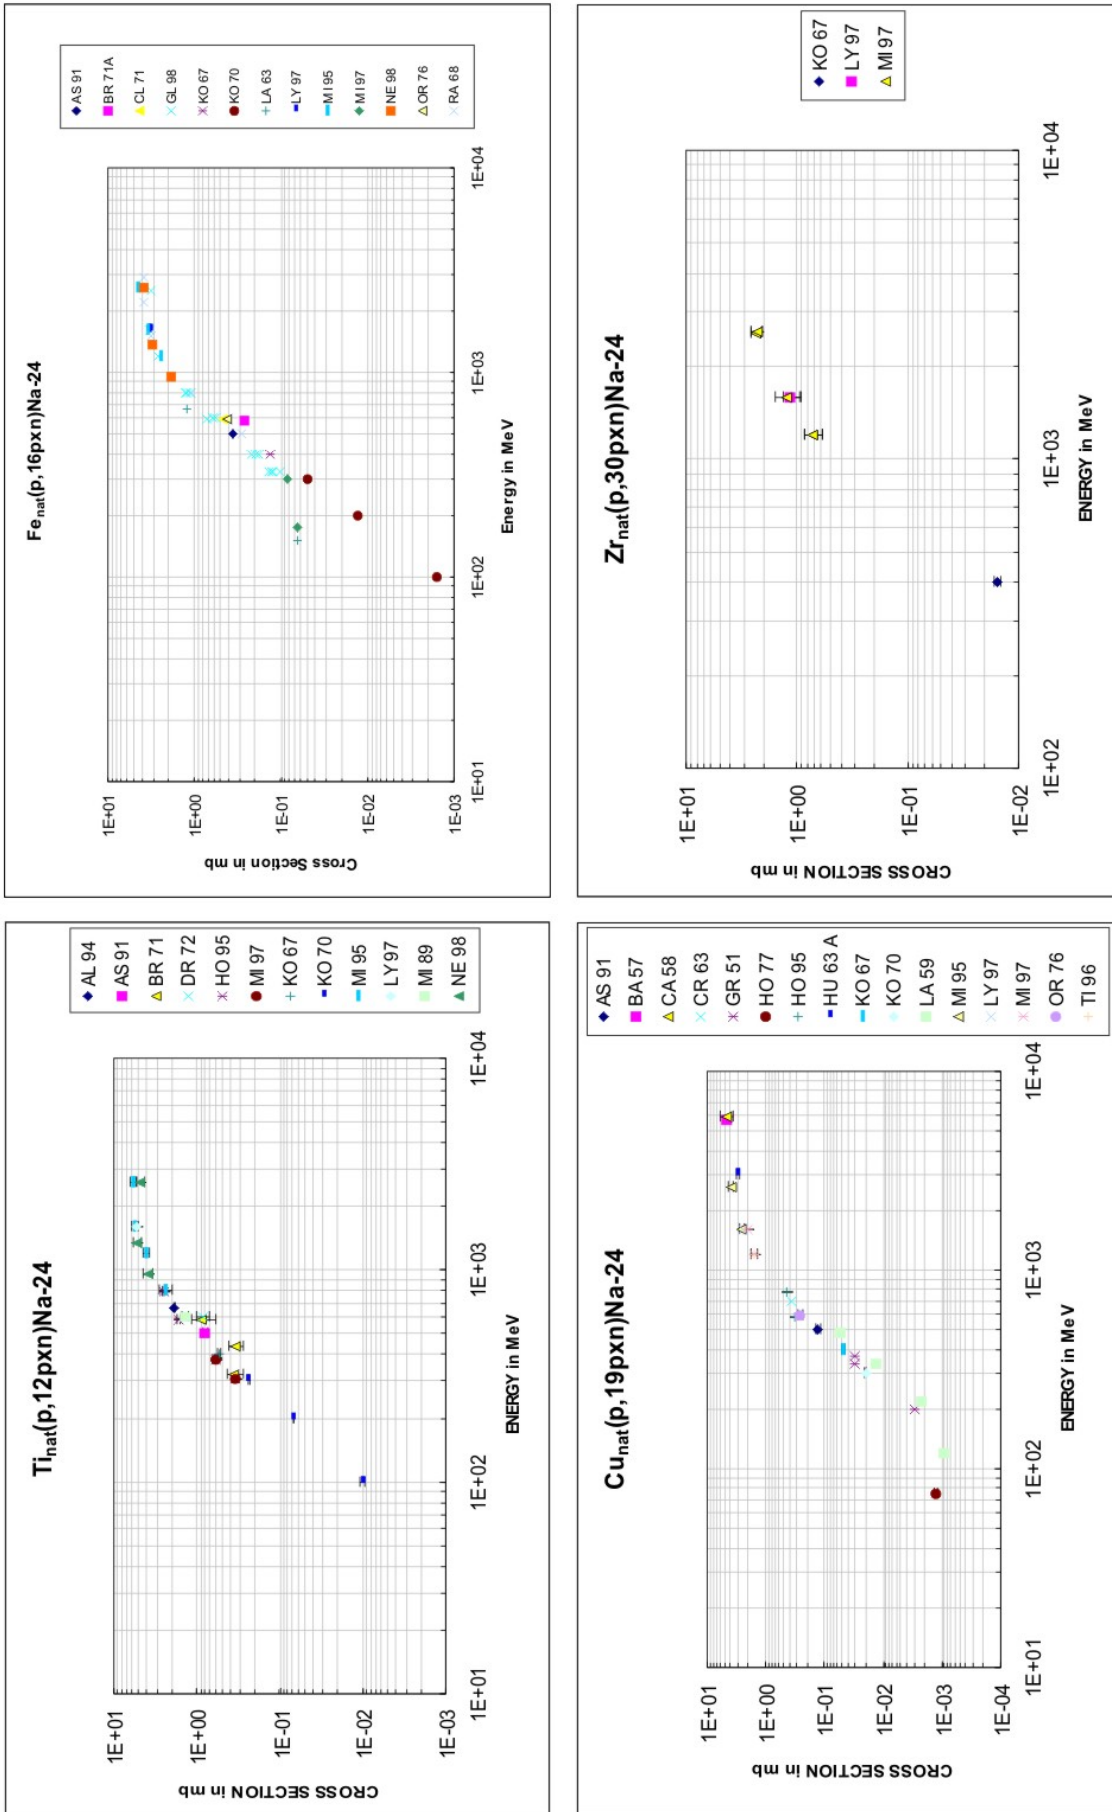 Ti nat(p,12pxn)Na-24
CROSS SECTION in mb
1E+01
1E+00
1E-01
1E-02
1E-03
1E+01
1E+02
1E+03
1E+04
ENERGY in MeV
AL 94
AS 91
BR 71
DR 72
HO 95
MI 97
KO 67
KO 70
MI 95
LY 97
MI 89
NE 98
Fe nat(p,16pxn)Na-24
Cross Section in mb
1E+01
1E+00
1E-01
1E-02
1E-03
1E+01
1E+02
1E+03
1E+04
Energy in MeV
AS 91
BR 71A
CL 71
GL 98
KO 67
KO 70
LA 63
LY 97
MI 95
MI 97
NE 98
OR 76
RA 68
Cu nat(p,19pxn)Na-24
CROSS SECTION in mb
1E+01
1E+00
1E-01
1E-02
1E-03
1E-04
1E+01
1E+02
1E+03
1E+04
ENERGY in MeV
AS 91
BA 57
CA 58
CR 63
GR 51
HO 77
HO 95
HU 63 A
KO 67
KO 70
LA 59
MI 95
LY 97
MI 97
OR 76
TI 96
Zr nat(p,30pxn)Na-24
CROSS SECTION in mb
1E+01
1E+00
1E-01
1E-02
1E+02
1E+03
1E+04
ENERGY in MeV
KO 67
LY 97
MI 97